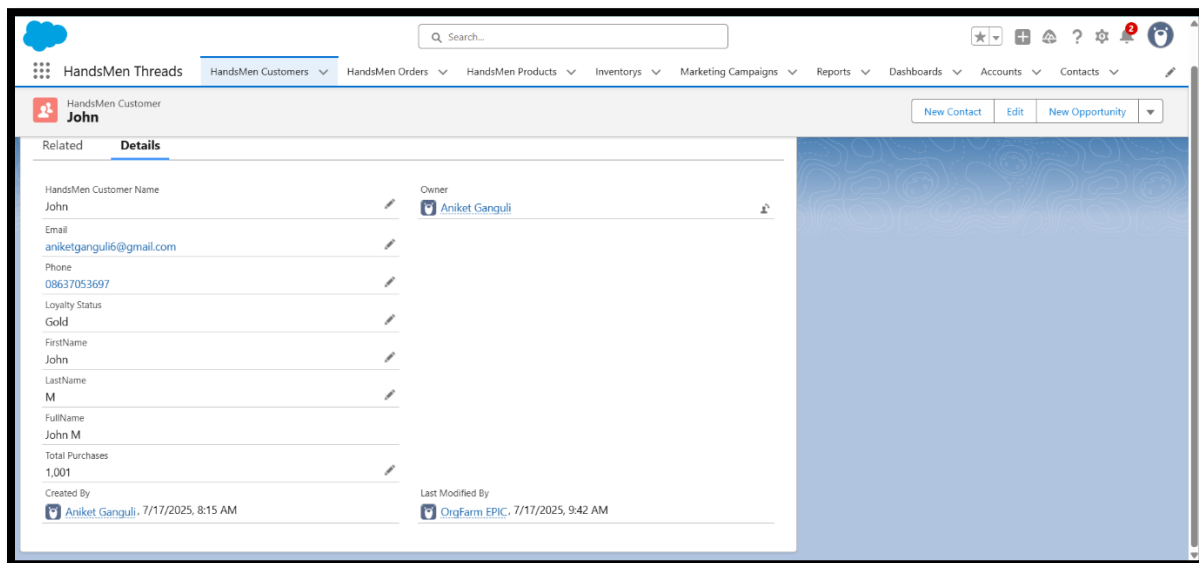 Search...
2
HandsMen Threads HandsMen Customers HandsMen Orders HandsMen Products Inventorys Marketing Campaigns Reports Dashboards Accounts Contacts
HandsMen Customer
John
New Contact Edit New Opportunity
Related Details
HandsMen Customer Name
John
Owner
Aniket Ganguli
Email
aniketganguli6@gmail.com
Phone
08637053697
Loyalty Status
Gold
FirstName
John
LastName
M
FullName
John M
Total Purchases
1,001
Created By
Aniket Ganguli, 7/17/2025, 8:15 AM
Last Modified By
OrgFarm EPIC, 7/17/2025, 9:42 AM